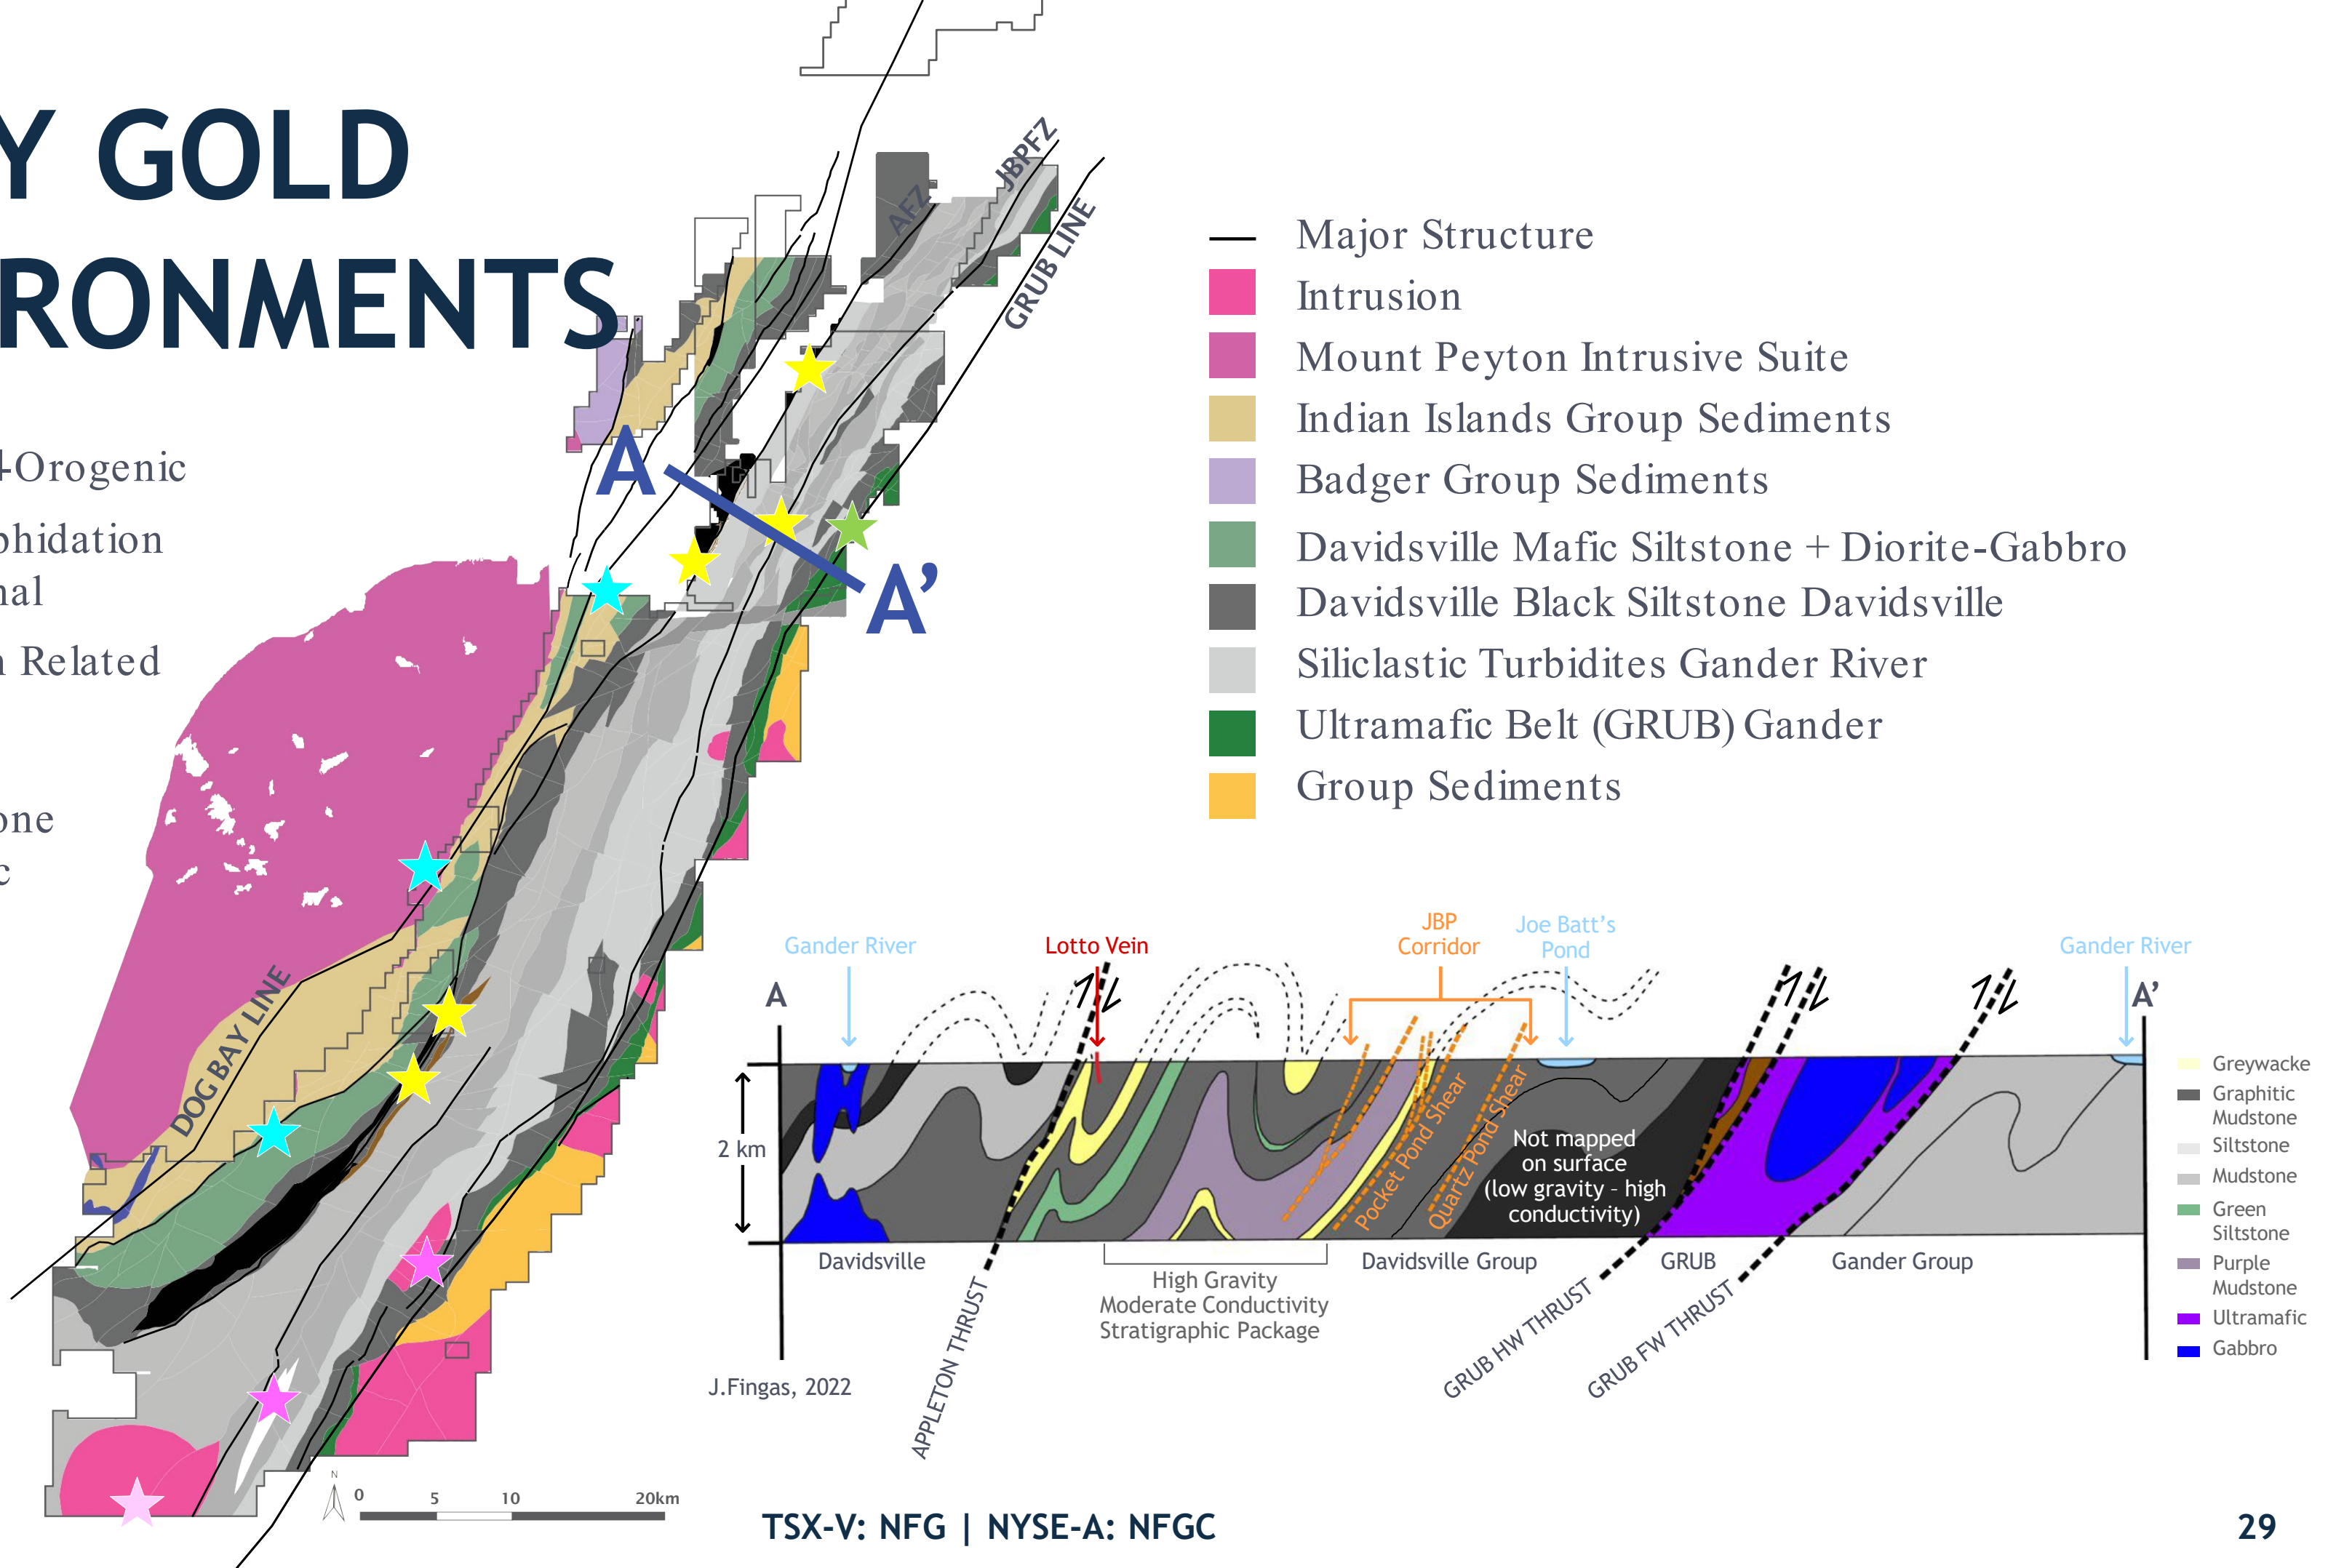 Y GOLD
RONMENTS
-Orogenic
phidation
nal
n Related
one
c
AFZ
JBPFZ
GRUB LINE
A
A’
DOG BAY LINE
N
0 5 10 20km
Major Structure
Intrusion
Mount Peyton Intrusive Suite
Indian Islands Group Sediments
Badger Group Sediments
Davidsville Mafic Siltstone + Diorite-Gabbro
Davidsville Black Siltstone Davidsville
Siliclastic Turbidites Gander River
Ultramafic Belt (GRUB) Gander
Group Sediments
Gander River
Lotto Vein
JBP
Corridor
Joe Batt’s
Pond
Gander River
A
A’
2 km
Pocket Pond Shear
Quartz Pond Shear
Not mapped
on surface
(low gravity – high
conductivity)
Davidsville
Davidsville Group
GRUB
Gander Group
High Gravity
Moderate Conductivity
Stratigraphic Package
APPLETON THRUST
GRUB HW THRUST
GRUB FW THRUST
J.Fingas, 2022
Greywacke
Graphitic
Mudstone
Siltstone
Mudstone
Green
Siltstone
Purple
Mudstone
Ultramafic
Gabbro
TSX-V: NFG | NYSE-A: NFGC
29